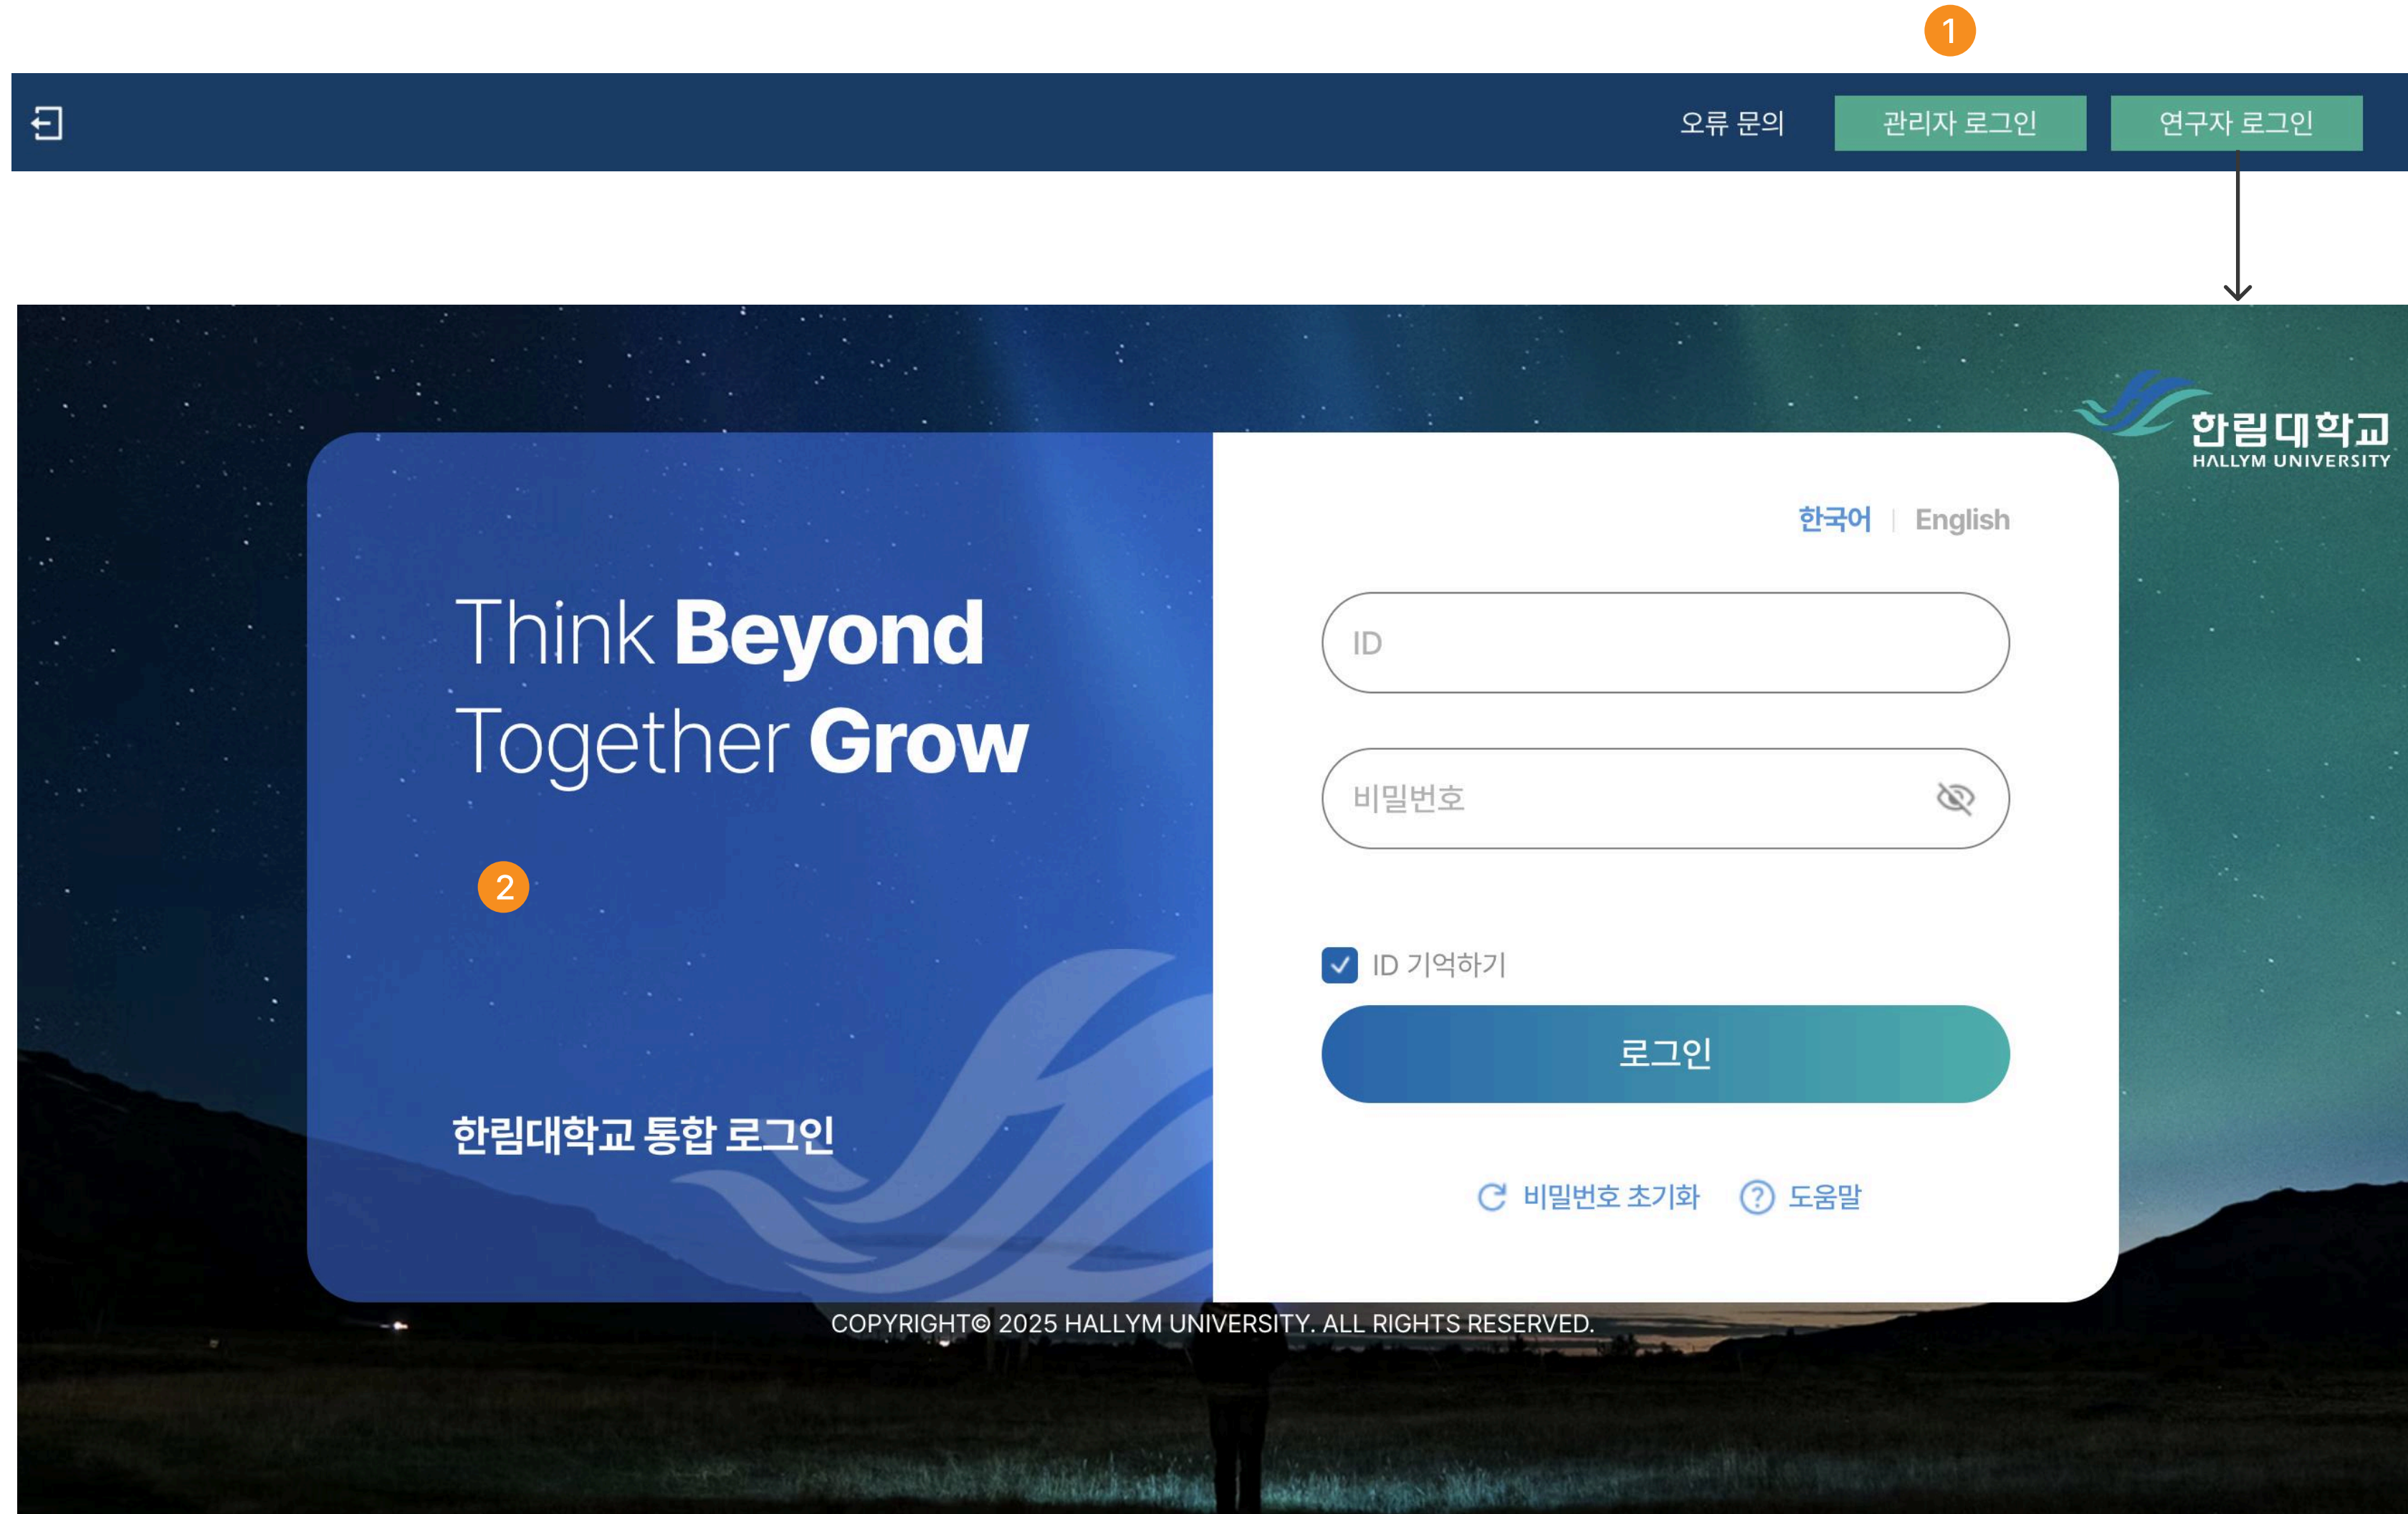 1
오류 문의
관리자 로그인
연구자 로그인
한림대학교
HALLYM UNIVERSITY
한국어 | English
Think Beyond
Together Grow
2
한림대학교 통합 로그인
ID
비밀번호
ID 기억하기
로그인
비밀번호 초기화
? 도움말
COPYRIGHT© 2025 HALLYM UNIVERSITY. ALL RIGHTS RESERVED.